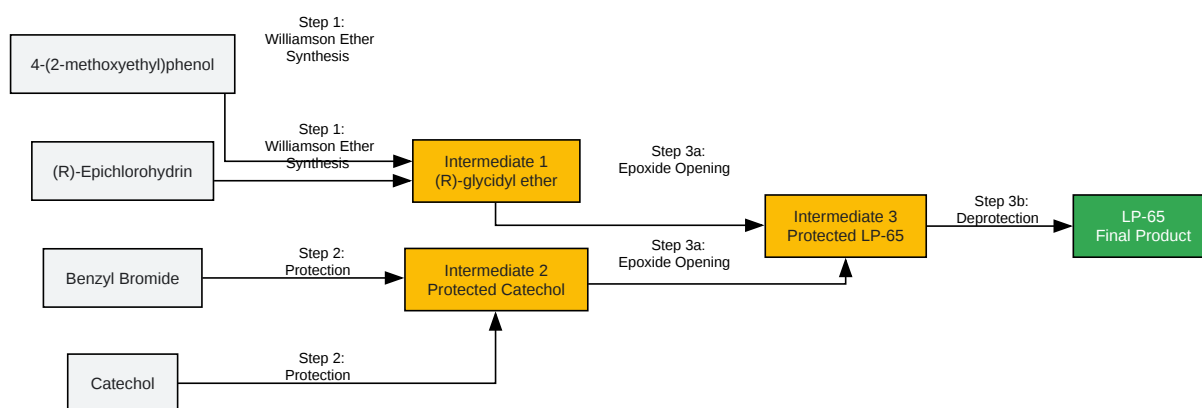 Step 1:
Williamson Ether
Synthesis
4-(2-methoxyethyl)phenol
Step 1:
Williamson Ether
Synthesis
(R)-Epichlorohydrin
Intermediate 1
(R)-glycidyl ether
Step 3a:
Epoxide Opening
Intermediate 3
Protected LP-65
Step 3b:
Deprotection
LP-65
Final Product
Step 3a:
Epoxide Opening
Benzyl Bromide
Step 2:
Protection
Intermediate 2
Protected Catechol
Catechol
Step 2:
Protection